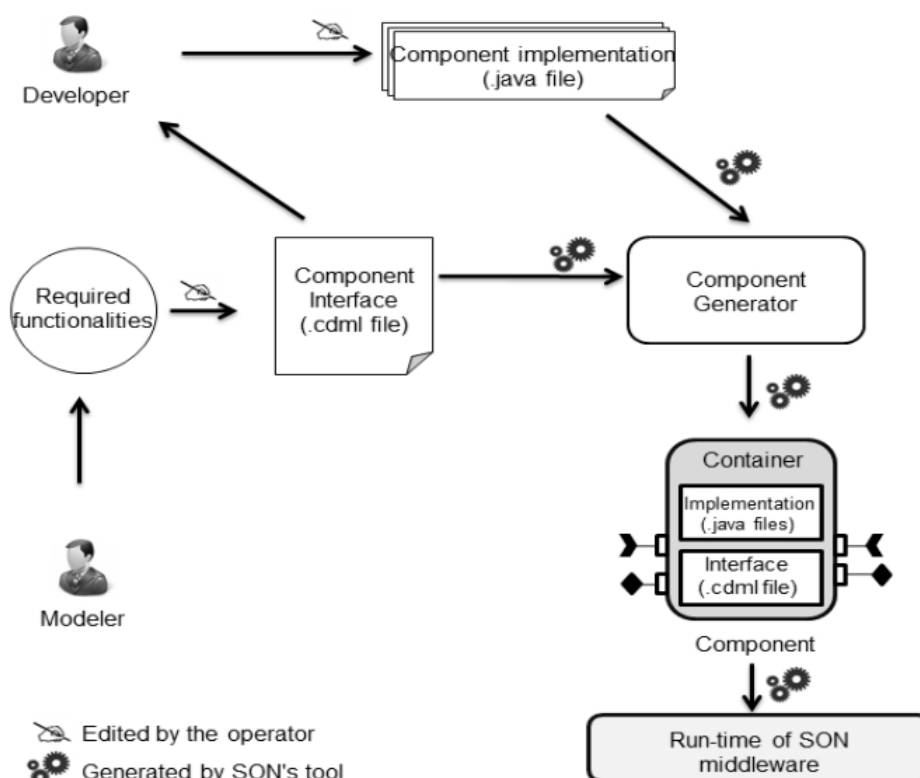 Developer
Component implementation
(.java file)
Required
functionalities
Component
Interface
(.cdml file)
Component
Generator
Container
Implementation
(.java files)
Interface
(.cdml file)
Modeler
Component
Edited by the operator
Generated by SON's tool
Run-time of SON
middleware